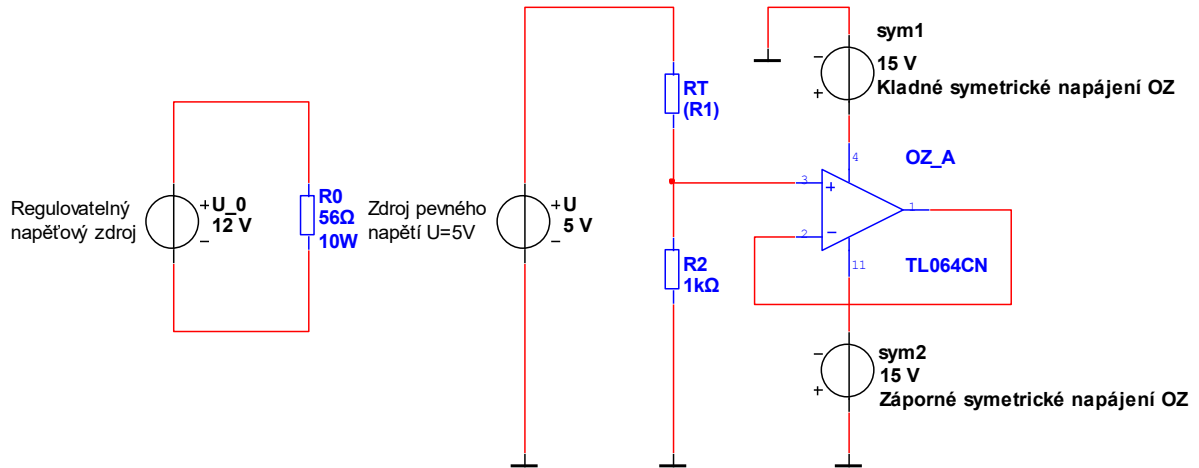 Regulovatelný
napěťový zdroj
+
U_0
12 V
−
R0
56Ω
10W
Zdroj pevného
napětí U=5V
+
U
5 V
−
RT
(R1)
R2
1kΩ
sym1
−
15 V
+
Kladné symetrické napájení OZ
4
OZ_A
3
+
1
2
−
11
TL064CN
−
sym2
15 V
+
Záporné symetrické napájení OZ